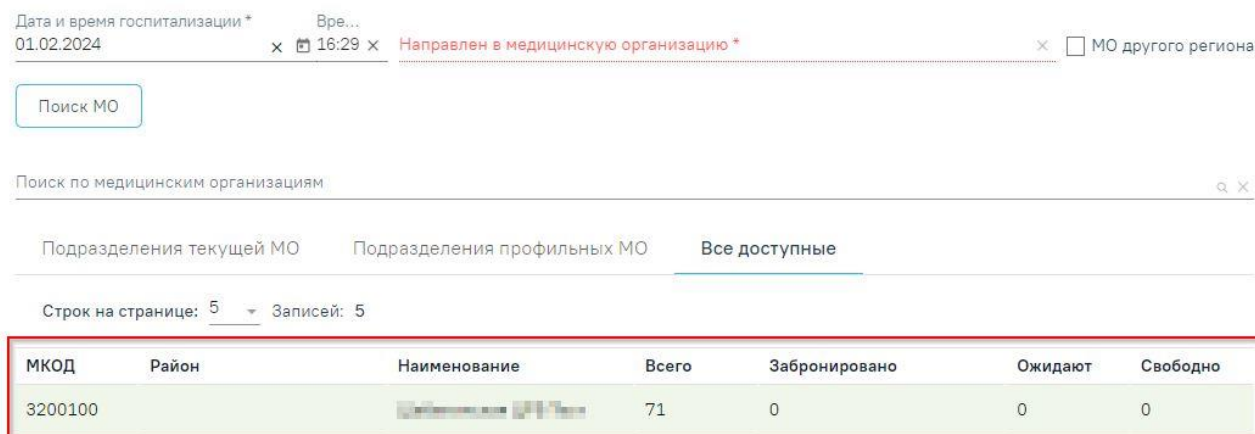 Дата и время госпитализации * Вре...
01.02.2024 16:29 Направлен в медицинскую организацию * МО другого региона
Поиск МО
Поиск по медицинским организациям
Подразделения текущей МО Подразделения профильных МО Все доступные
Строк на странице: 5 Записей: 5
МКОД Район Наименование Всего Забронировано Ожидают Свободно
3200100 71 0 0 0